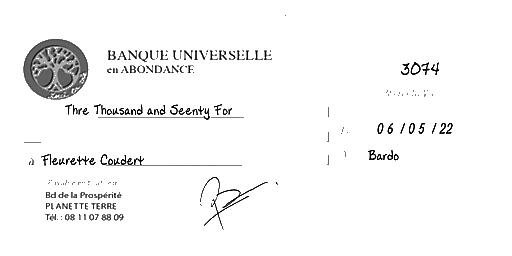 BANQUE UNIVERSELLE
en ABONDANCE
3074
Thre Thousand and Seenty For
06/05/22
à Fleurette Coudert
Bardo
Bd de la Prospérité
PLANETTE TERRE
Tél. : 08 11 07 88 09